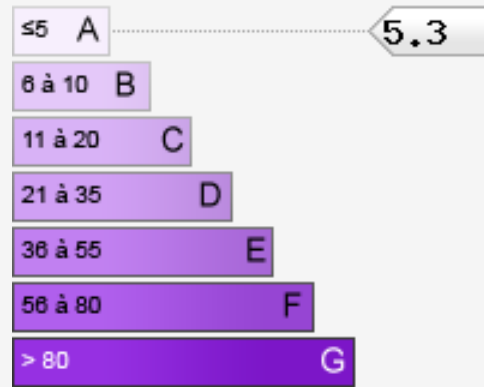 ≤5 A 5.3
6 à 10 B
11 à 20 C
21 à 35 D
36 à 55 E
56 à 80 F
> 80 G